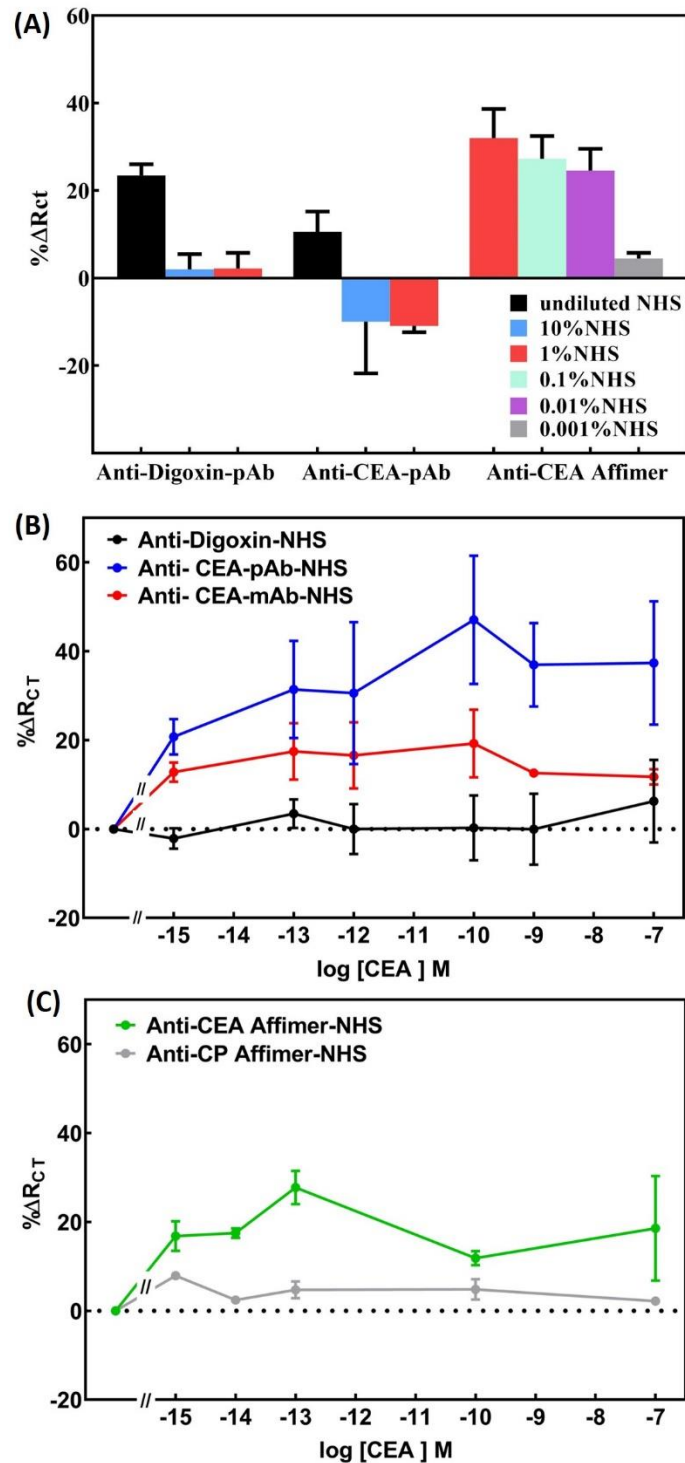 (A)
60
40
20
0
-20
%ΔRct
undiluted NHS
10%NHS
1%NHS
0.1%NHS
0.01%NHS
0.001%NHS
Anti-Digoxin-pAb Anti-CEA-pAb Anti-CEA Affimer
(B)
Anti-Digoxin-NHS
Anti- CEA-pAb-NHS
Anti- CEA-mAb-NHS
60
40
20
0
-20
%ΔRCT
// 
//
//
-15 -14 -13 -12 -11 -10 -9 -8 -7
log [CEA ] M
(C)
Anti-CEA Affimer-NHS
Anti-CP Affimer-NHS
60
40
20
0
-20
%ΔRCT
//
//
-15 -14 -13 -12 -11 -10 -9 -8 -7
log [CEA ] M